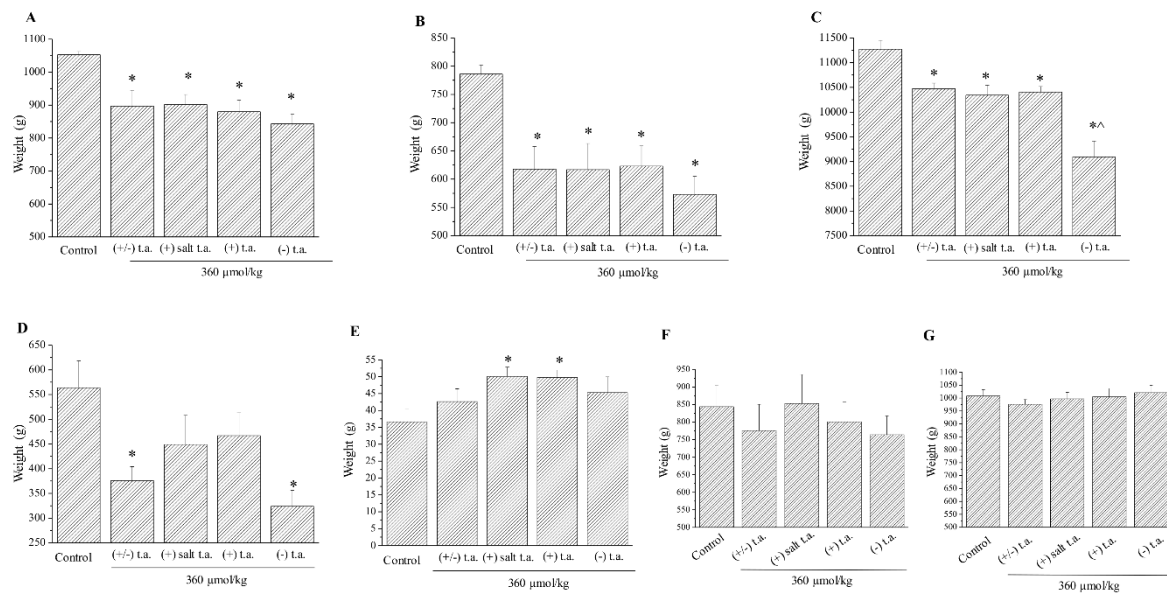 A
Weight (g)
1100
1000
900
800
700
600
500
*
*
*
*
Control
(+/-) t.a.
(+) salt t.a.
(+) t.a.
(-) t.a.
360 µmol/kg
B
Weight (g)
850
800
750
700
650
600
550
500
*
*
*
*
Control
(+/-) t.a.
(+) salt t.a.
(+) t.a.
(-) t.a.
360 µmol/kg
C
Weight (g)
11500
11000
10500
10000
9500
9000
8500
8000
7500
*
*
*
*^
Control
(+/-) t.a.
(+) salt t.a.
(+) t.a.
(-) t.a.
360 µmol/kg
D
Weight (g)
650
600
550
500
450
400
350
300
250
*
*
Control
(+/-) t.a.
(+) salt t.a.
(+) t.a.
(-) t.a.
360 µmol/kg
E
Weight (g)
55
50
45
40
35
30
25
20
15
10
5
0
*
*
Control
(+/-) t.a.
(+) salt t.a.
(+) t.a.
(-) t.a.
360 µmol/kg
F
Weight (g)
950
900
850
800
750
700
650
600
550
500
Control
(+/-) t.a.
(+) salt t.a.
(+) t.a.
(-) t.a.
360 µmol/kg
G
Weight (g)
1100
1050
1000
950
900
850
800
750
700
650
600
550
500
Control
(+/-) t.a.
(+) salt t.a.
(+) t.a.
(-) t.a.
360 µmol/kg